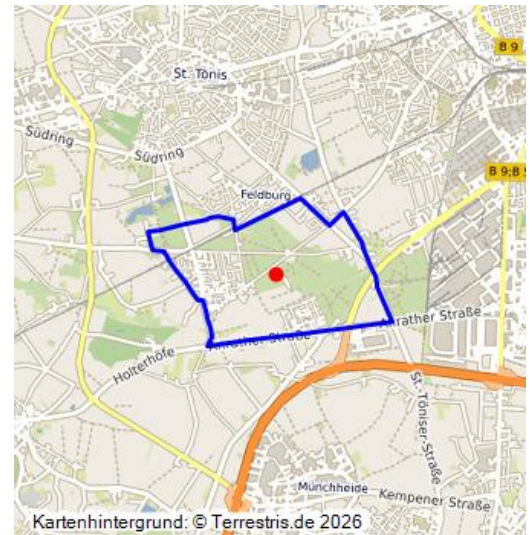 B 9
St. Tönis
Südring
Südring
B 9;B 5
Feldburg
Anrather Straße
Anrather Straße
Holterhöfe
St.-Töniser-Straße
Münchheide
Kempener Straße
Kartenhintergrund: © Terrestris.de 2026